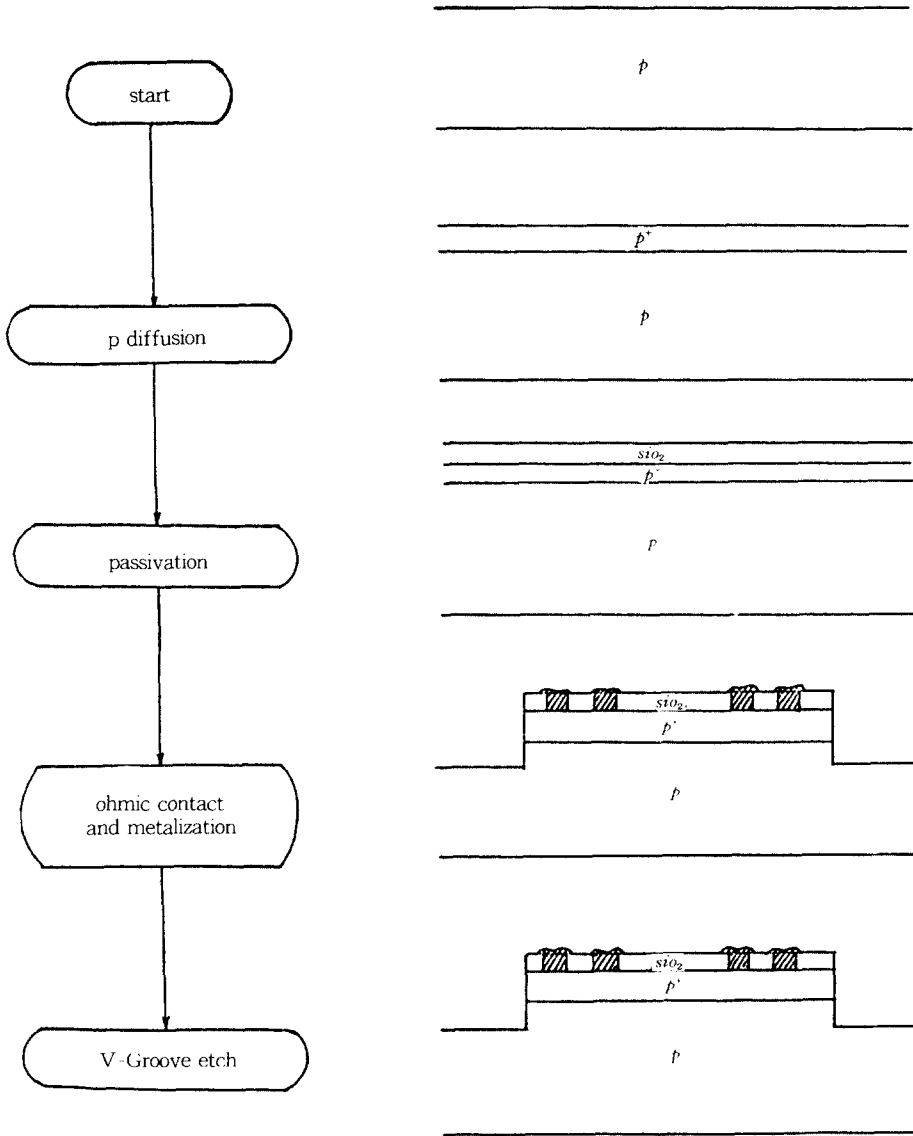 start
p diffusion
passivation
ohmic contact
and metalization
V-Groove etch
p
p⁺
p
sio₂
p⁺
p
sio₂
p⁺
p
sio₂
p⁺
p